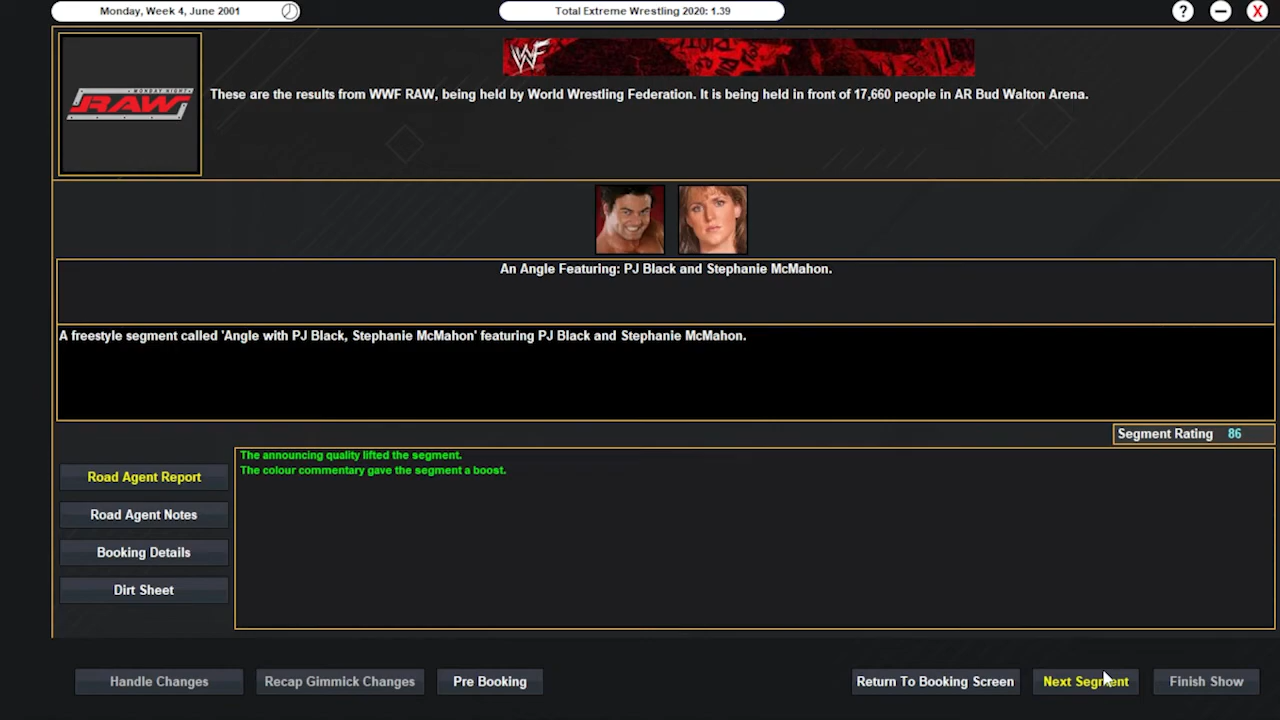 Monday, Week 4, June 2001
Total Extreme Wrestling 2020: 1.39
?
X
MONDAY NIGHT
RAW
WF
These are the results from WWF RAW, being held by World Wrestling Federation. It is being held in front of 17,660 people in AR Bud Walton Arena.
An Angle Featuring: PJ Black and Stephanie McMahon.
A freestyle segment called 'Angle with PJ Black, Stephanie McMahon' featuring PJ Black and Stephanie McMahon.
Segment Rating 86
The announcing quality lifted the segment.
The colour commentary gave the segment a boost.
Road Agent Report
Road Agent Notes
Booking Details
Dirt Sheet
Handle Changes
Recap Gimmick Changes
Pre Booking
Return To Booking Screen
Next Segment
Finish Show